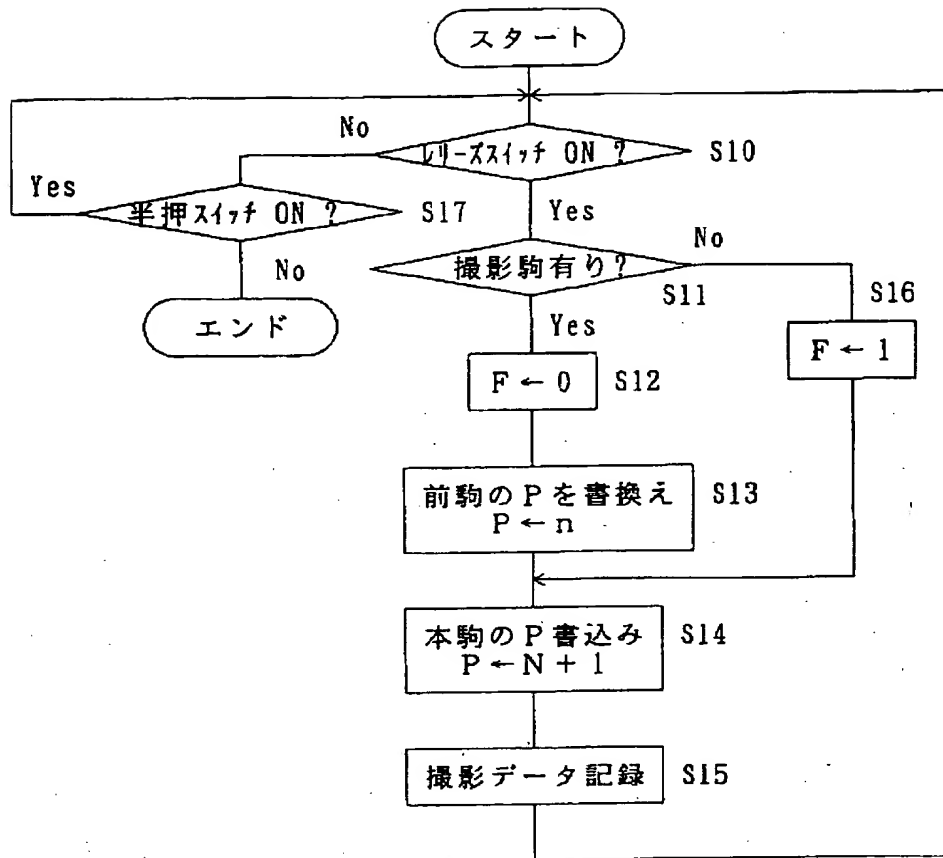 スタート
No
レリーズスイッチ ON ?
S10
Yes
半押スイッチ ON ?
S17
Yes
No
撮影駒有り?
No
S11
S16
エンド
Yes
F ← 1
F ← 0
S12
前駒のPを書換え
P ← n
S13
本駒のP書込み
P ← N + 1
S14
撮影データ記録
S15